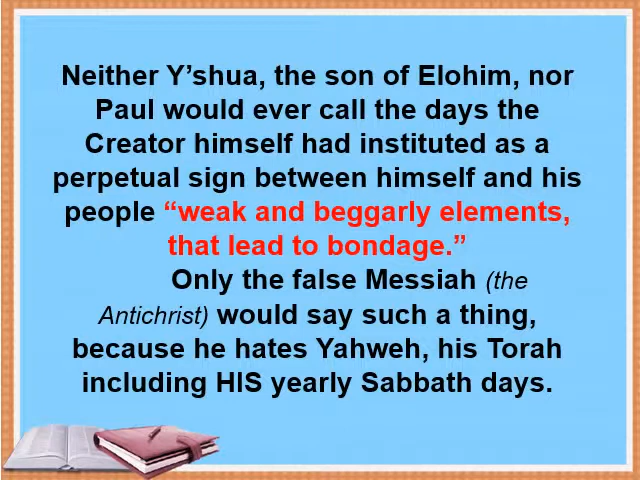 Neither Y’shua, the son of Elohim, nor
Paul would ever call the days the
Creator himself had instituted as a
perpetual sign between himself and his
people “weak and beggarly elements,
that lead to bondage.”
Only the false Messiah (the
Antichrist) would say such a thing,
because he hates Yahweh, his Torah
including HIS yearly Sabbath days.